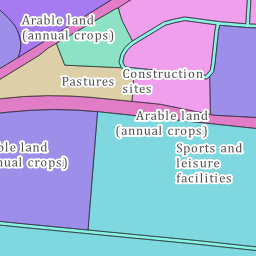 Arable land
(annual crops)
Pastures
Construction
sites
Arable land
(annual crops)
Sports and
leisure
facilities
ble land
nual crops)